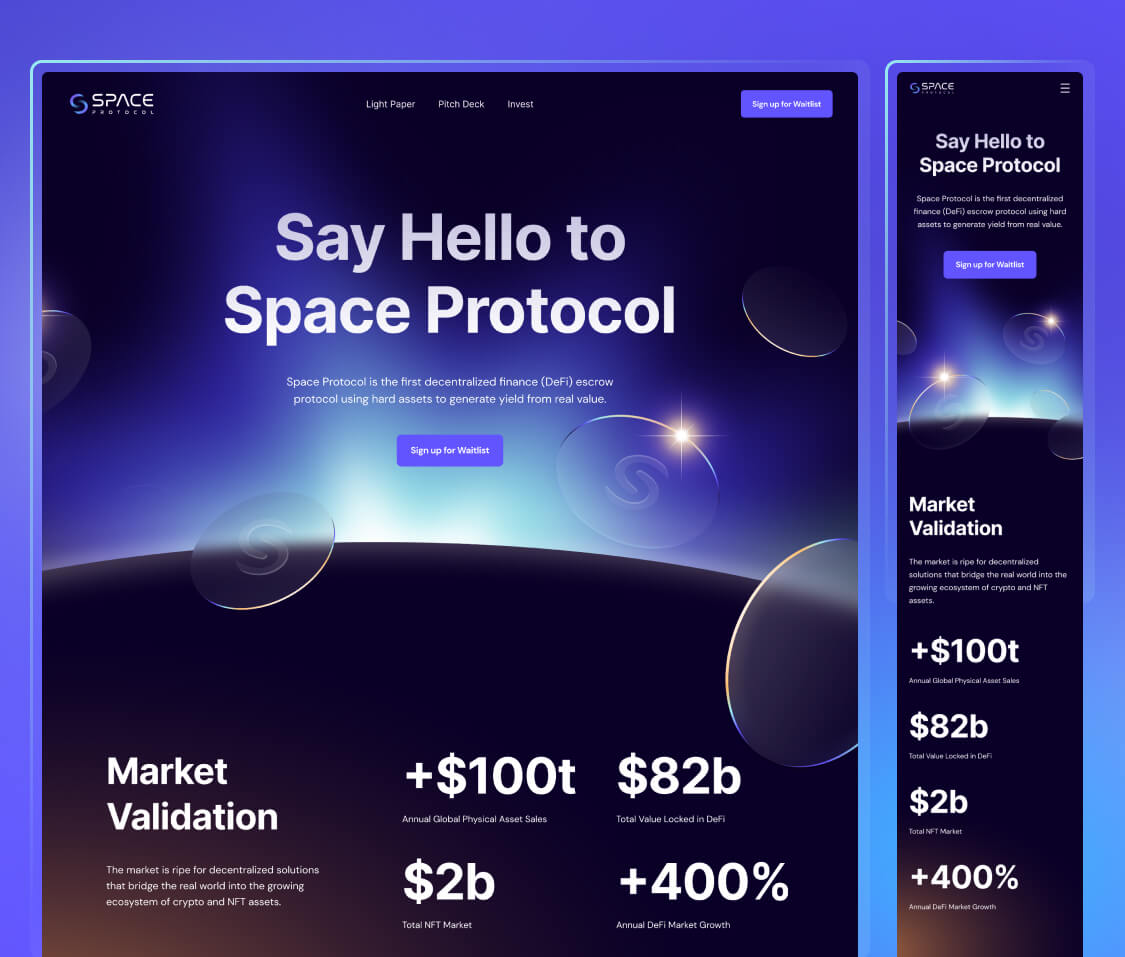 SPACE
PROTOCOL
Light Paper
Pitch Deck
Invest
Sign up for Waitlist
Say Hello to
Space Protocol
Space Protocol is the first decentralized finance (DeFi) escrow
protocol using hard assets to generate yield from real value.
Sign up for Waitlist
Market
Validation
The market is ripe for decentralized solutions
that bridge the real world into the growing
ecosystem of crypto and NFT assets.
+$100t
Annual Global Physical Asset Sales
$82b
Total Value Locked in DeFi
$2b
Total NFT Market
+400%
Annual DeFi Market Growth
SPACE
PROTOCOL
Say Hello to
Space Protocol
Space Protocol is the first decentralized
finance (DeFi) escrow protocol using hard
assets to generate yield from real value.
Sign up for Waitlist
Market
Validation
The market is ripe for decentralized
solutions that bridge the real world into the
growing ecosystem of crypto and NFT
assets.
+$100t
Annual Global Physical Asset Sales
$82b
Total Value Locked in DeFi
$2b
Total NFT Market
+400%
Annual DeFi Market Growth